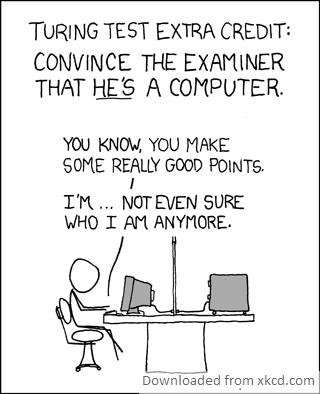 TURING TEST EXTRA CREDIT:
CONVINCE THE EXAMINER
THAT HE'S A COMPUTER.
YOU KNOW, YOU MAKE
SOME REALLY GOOD POINTS.
I'M ... NOT EVEN SURE
WHO I AM ANYMORE.
Downloaded from xkcd.com